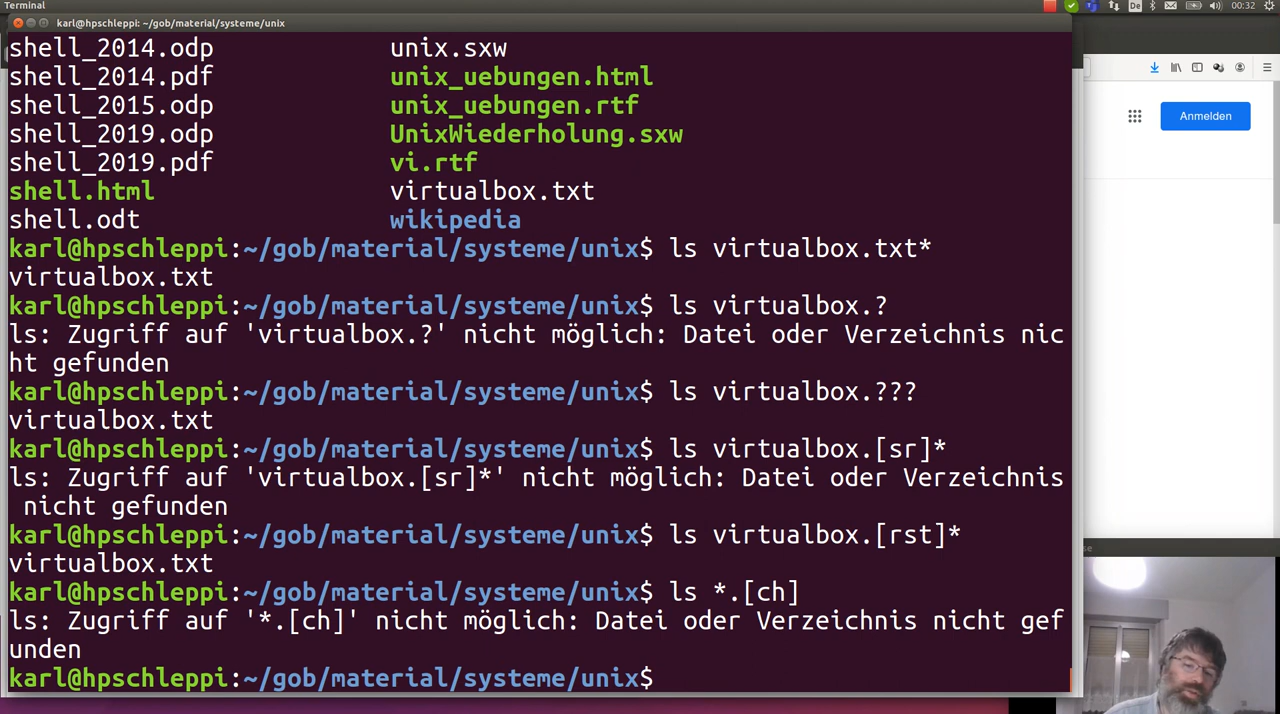 Terminal
De
00:32
karl@hpschleppi: ~/gob/material/systeme/unix
shell_2014.odp unix.sxw
shell_2014.pdf unix_uebungen.html
shell_2015.odp unix_uebungen.rtf
shell_2019.odp UnixWiederholung.sxw
shell_2019.pdf vi.rtf
shell.html virtualbox.txt
shell.odt wikipedia
karl@hpschleppi:~/gob/material/systeme/unix$ ls virtualbox.txt*
virtualbox.txt
karl@hpschleppi:~/gob/material/systeme/unix$ ls virtualbox.?
ls: Zugriff auf 'virtualbox.?' nicht möglich: Datei oder Verzeichnis nic
ht gefunden
karl@hpschleppi:~/gob/material/systeme/unix$ ls virtualbox.???
virtualbox.txt
karl@hpschleppi:~/gob/material/systeme/unix$ ls virtualbox.[sr]*
ls: Zugriff auf 'virtualbox.[sr]*' nicht möglich: Datei oder Verzeichnis
nicht gefunden
karl@hpschleppi:~/gob/material/systeme/unix$ ls virtualbox.[rst]*
virtualbox.txt
karl@hpschleppi:~/gob/material/systeme/unix$ ls *.[ch]
ls: Zugriff auf '*.[ch]' nicht möglich: Datei oder Verzeichnis nicht gef
unden
karl@hpschleppi:~/gob/material/systeme/unix$
Anmelden